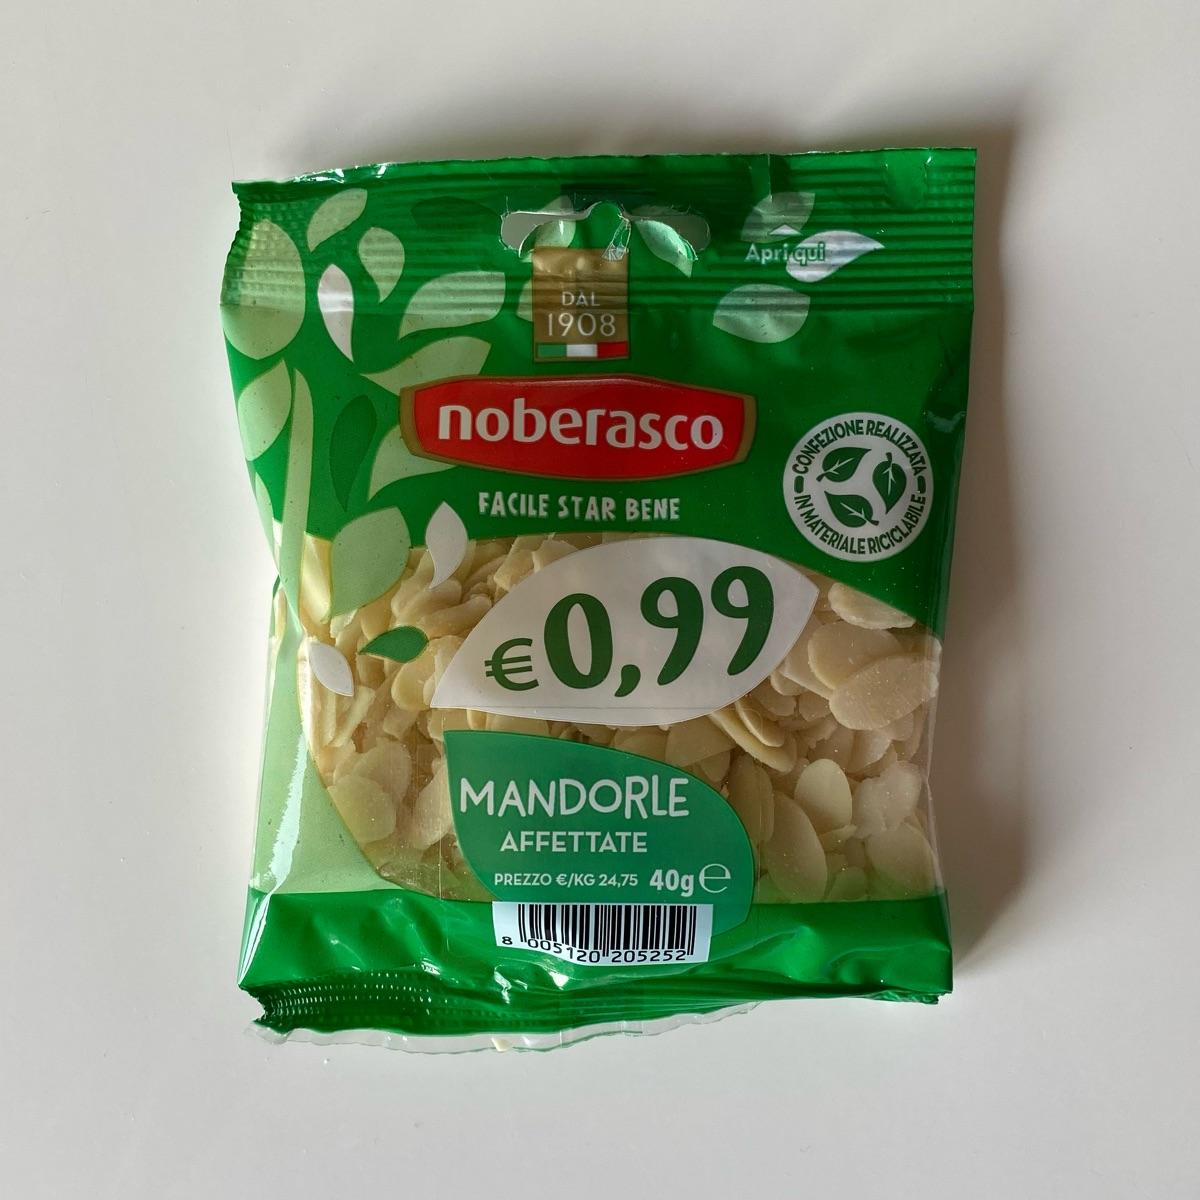 Apri qui
DAL
1908
noberasco
FACILE STAR BENE
CONFEZIONE REALIZZATA
IN MATERIALE RICICLABILE
€0,99
MANDORLE
AFFETTATE
PREZZO €/KG 24,75 40g ℮
8 005120 205252